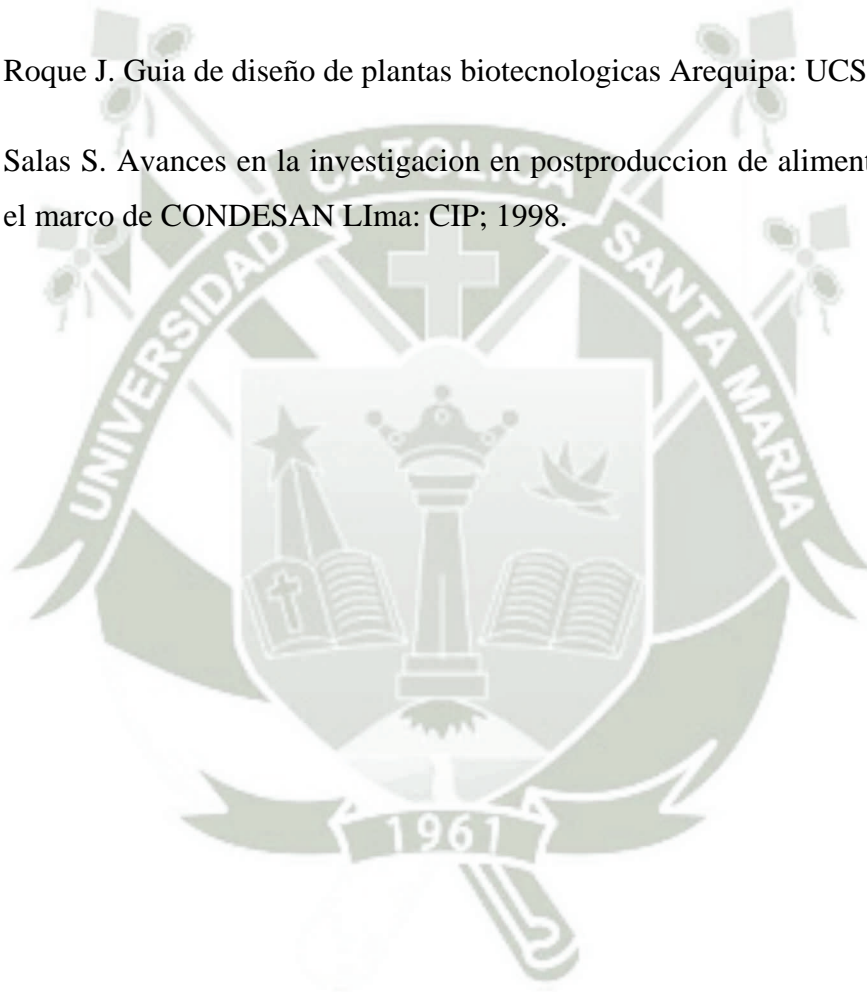 Roque J. Guia de diseño de plantas biotecnologicas Arequipa: UCS
Salas S. Avances en la investigacion en postproduccion de aliment
el marco de CONDESAN LIma: CIP; 1998.
UNIVERSIDAD CATOLICA SANTA MARIA
1961